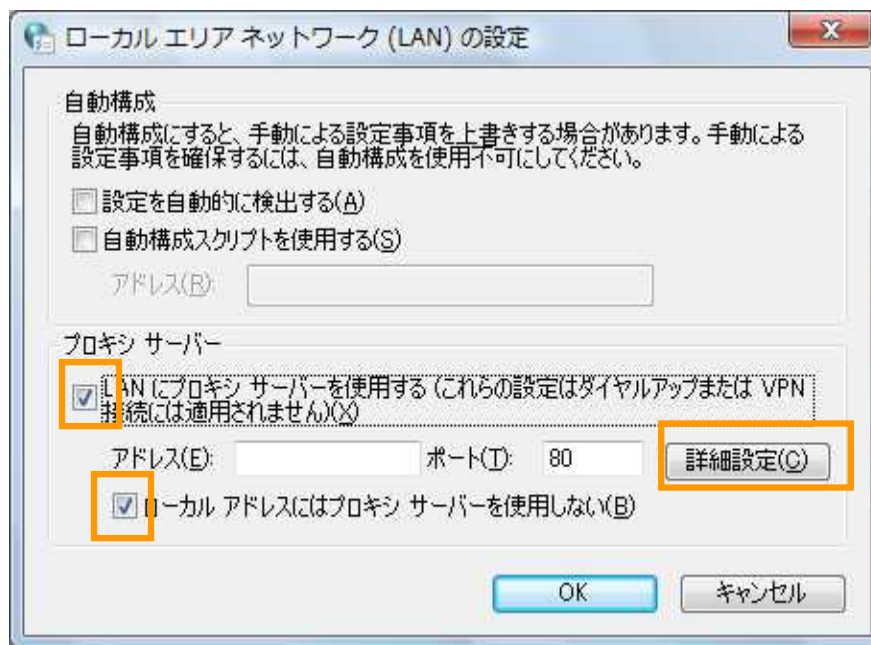 ローカル エリア ネットワーク (LAN) の設定
自動構成
自動構成にすると、手動による設定事項を上書きする場合があります。手動による
設定事項を確保するには、自動構成を使用不可にしてください。
設定を自動的に検出する(A)
自動構成スクリプトを使用する(S)
アドレス(R):
プロキシ サーバー
LAN にプロキシ サーバーを使用する (これらの設定はダイヤルアップまたは VPN
接続には適用されません)(X)
アドレス(E): ポート(T): 80 詳細設定(C)
ローカル アドレスにはプロキシ サーバーを使用しない(B)
OK キャンセル